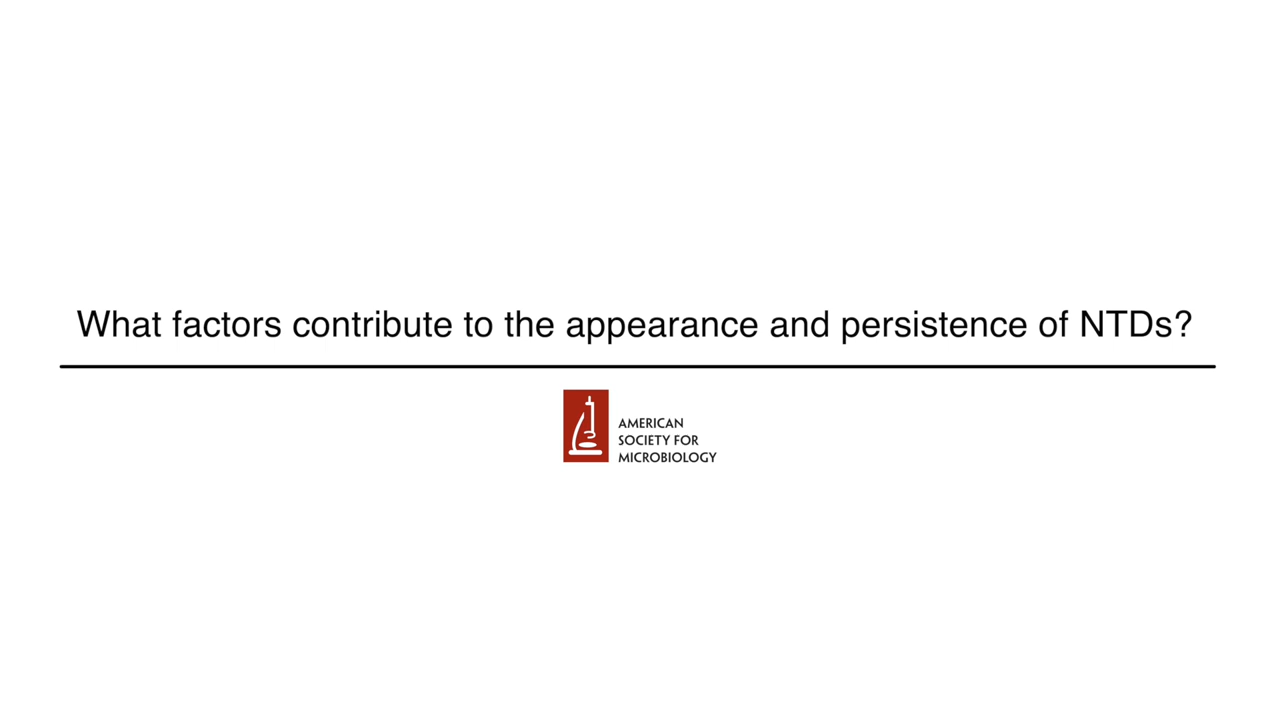 What factors contribute to the appearance and persistence of NTDs?
AMERICAN
SOCIETY FOR
MICROBIOLOGY